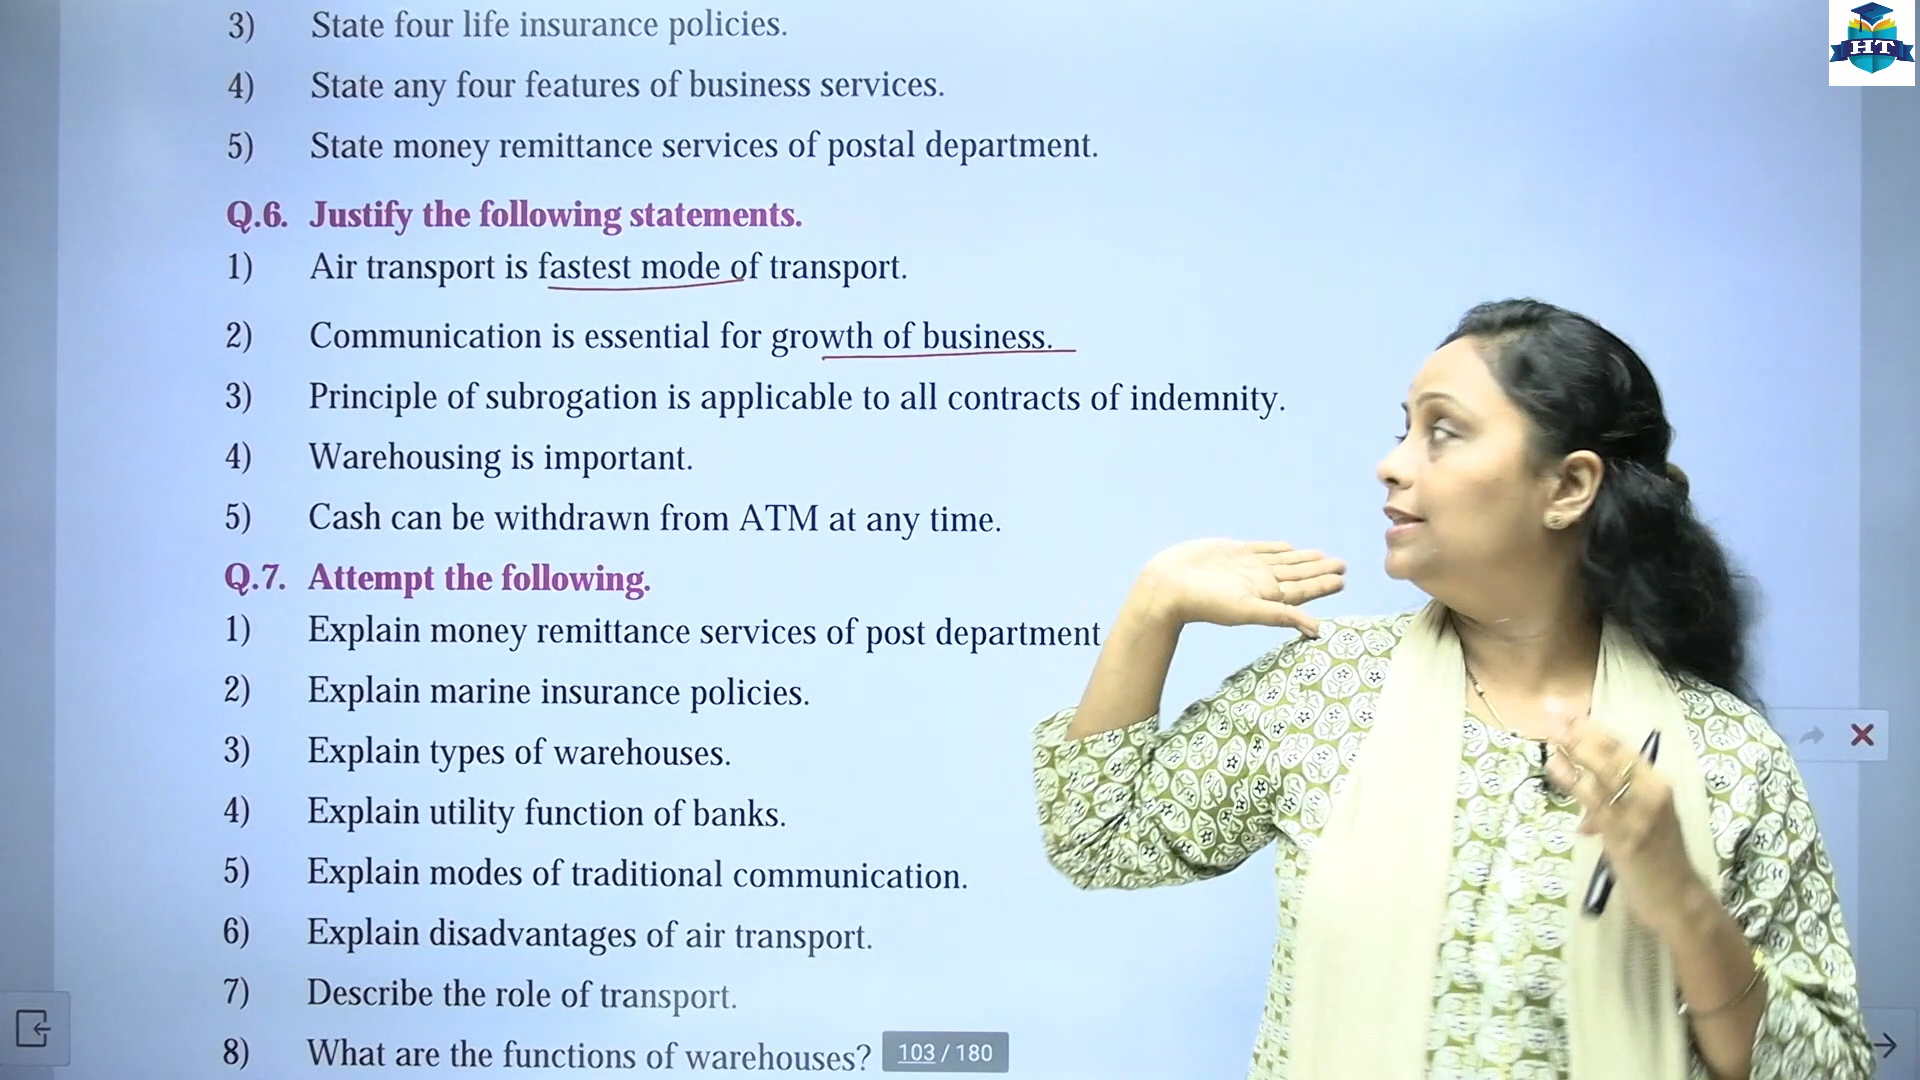 HT
3) State four life insurance policies.
4) State any four features of business services.
5) State money remittance services of postal department.
Q.6. Justify the following statements.
1) Air transport is fastest mode of transport.
2) Communication is essential for growth of business.
3) Principle of subrogation is applicable to all contracts of indemnity.
4) Warehousing is important.
5) Cash can be withdrawn from ATM at any time.
Q.7. Attempt the following.
1) Explain money remittance services of post department
2) Explain marine insurance policies.
3) Explain types of warehouses.
4) Explain utility function of banks.
5) Explain modes of traditional communication.
6) Explain disadvantages of air transport.
7) Describe the role of transport.
8) What are the functions of warehouses?
103 / 180